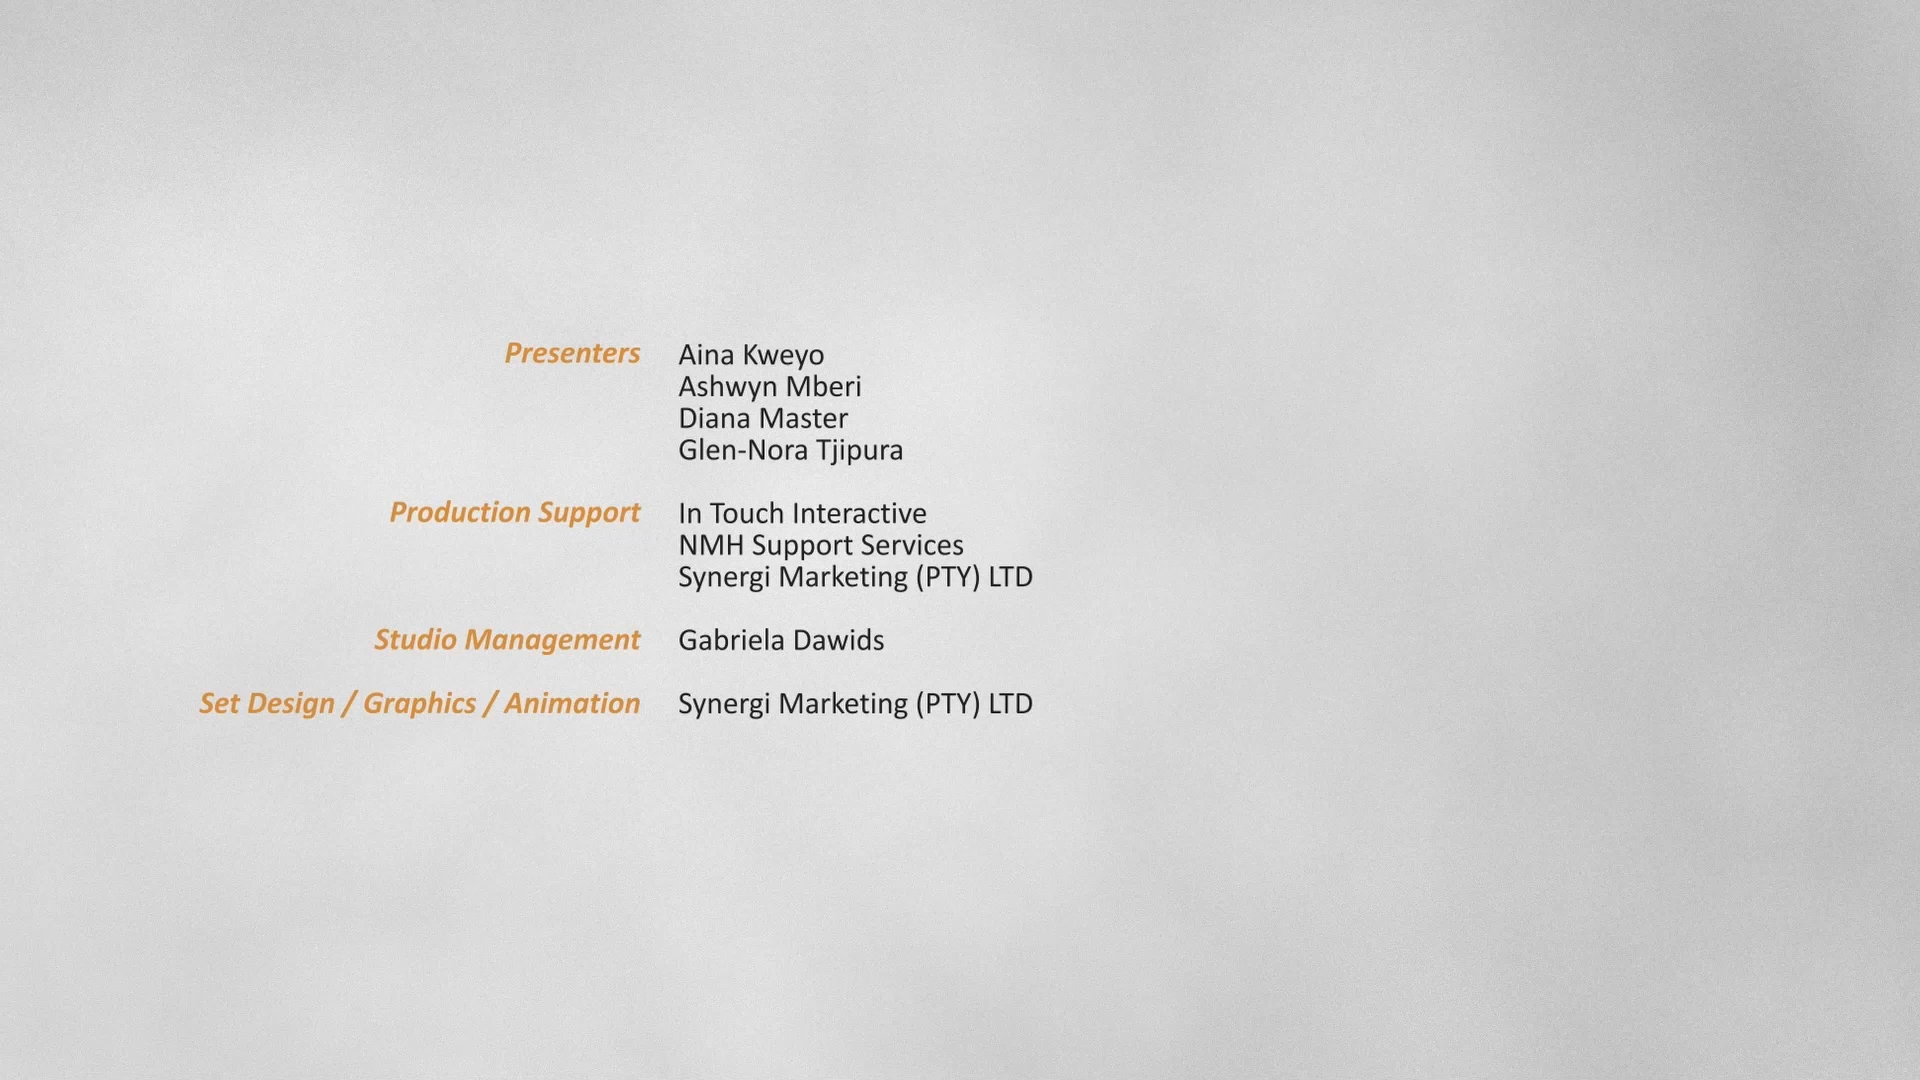 Presenters Aina Kweyo
Ashwyn Mberi
Diana Master
Glen-Nora Tjipura
Production Support In Touch Interactive
NMH Support Services
Synergi Marketing (PTY) LTD
Studio Management Gabriela Dawids
Set Design / Graphics / Animation Synergi Marketing (PTY) LTD